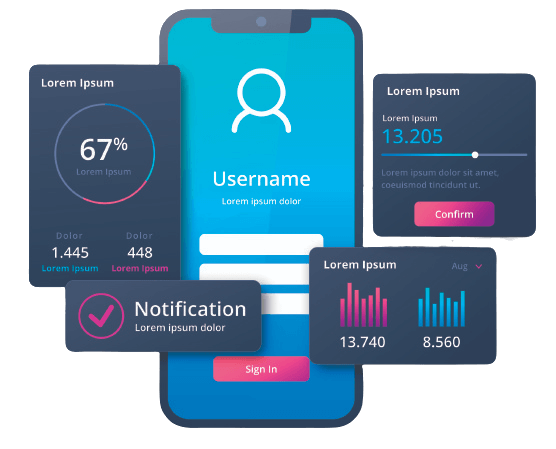 Lorem Ipsum
67%
Lorem Ipsum
Dolor
Dolor
1.445
448
Lorem Ipsum
Lorem Ipsum
Notification
Lorem ipsum dolor
Username
Lorem ipsum dolor
Sign In
Lorem Ipsum
Lorem Ipsum
13.205
Lorem ipsum dolor sit amet,
coeuismod tincidunt ut.
Confirm
Lorem Ipsum
Aug
13.740
8.560